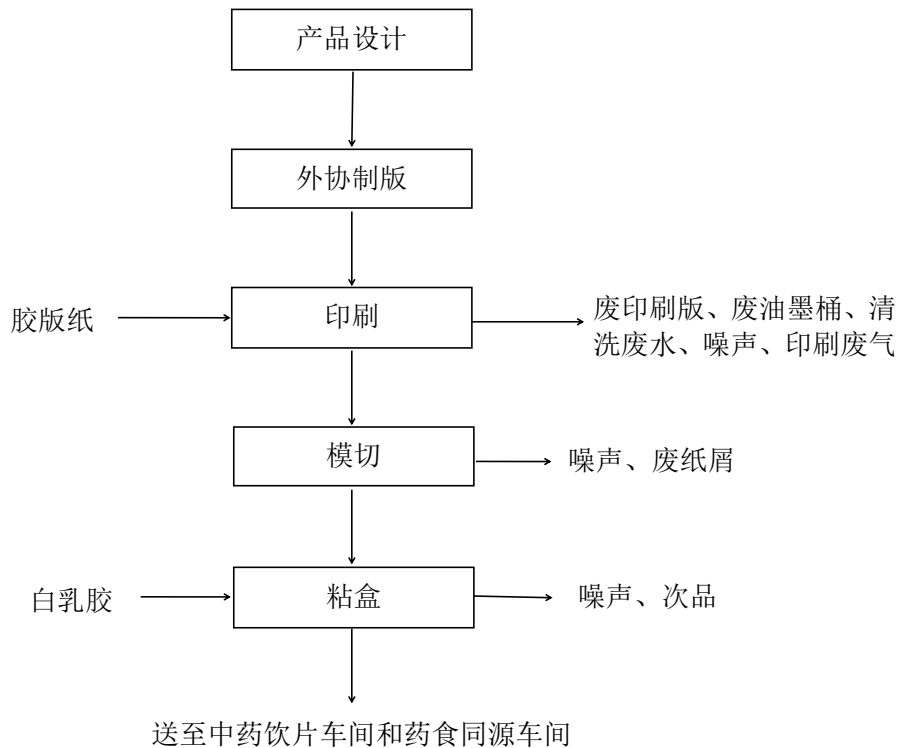 产品设计
外协制版
胶版纸
印刷
废印刷版、废油墨桶、清
洗废水、噪声、印刷废气
模切
噪声、废纸屑
白乳胶
粘盒
噪声、次品
送至中药饮片车间和药食同源车间